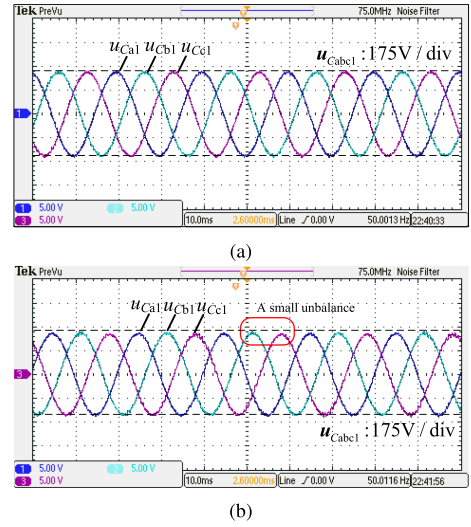 Tek PreVu 75.0MHz Noise Filter
uCa1 uCb1 uCc1
uCabc1 :175V / div
1
1 5.00 V 2 5.00 V
3 5.00 V 10.0ms 2.60000ms Line 0.00 V 50.0013 Hz 22:40:33
(a)
Tek PreVu 75.0MHz Noise Filter
uCa1 uCb1 uCc1 A small unbalance
3
uCabc1 :175V / div
1 5.00 V 2 5.00 V
3 5.00 V 10.0ms 2.60000ms Line 0.00 V 50.0116 Hz 22:41:56
(b)